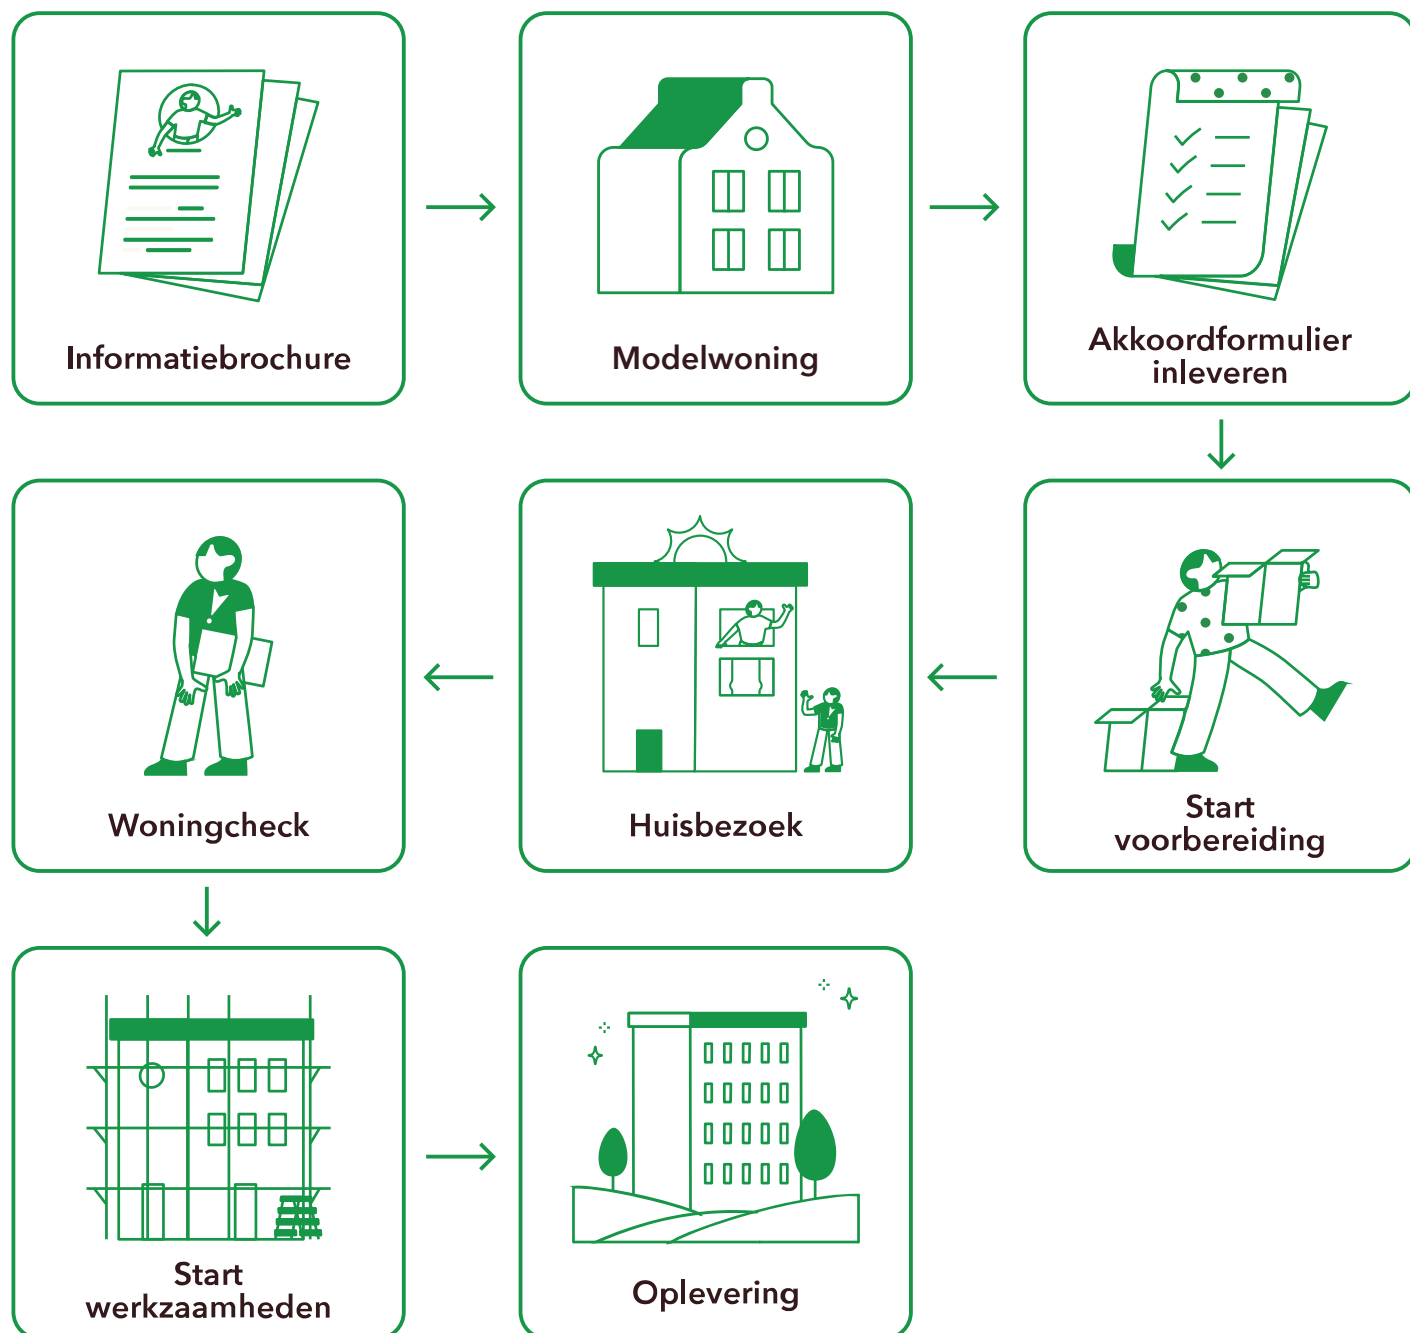 Informatiebrochure
Modelwoning
Akkoordformulier
inleveren
Start
voorbereiding
Huisbezoek
Woningcheck
Start
werkzaamheden
Oplevering